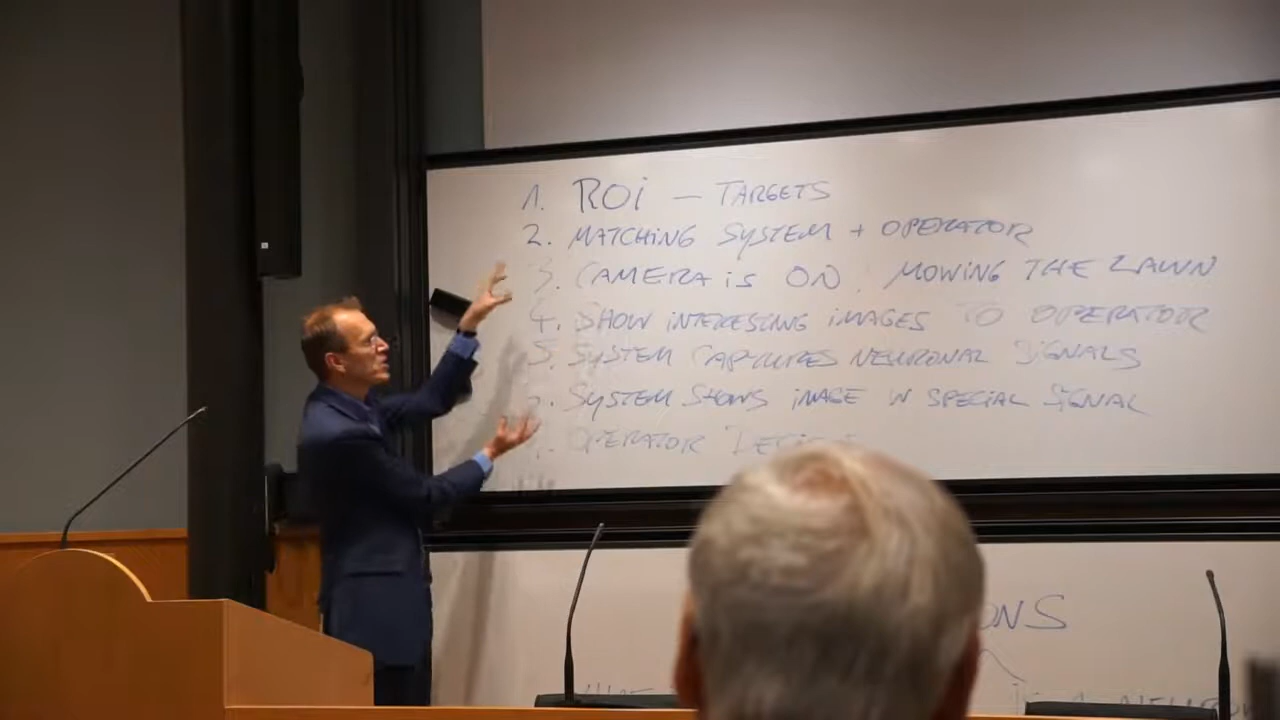 1. ROI — TARGETS
2. MATCHING SYSTEM + OPERATOR
3. CAMERA IS ON. MOWING THE LAWN
4. SHOW INTERESTING IMAGES TO OPERATOR
5. SYSTEM CAPTURES NEURONAL SIGNALS
SYSTEM SHOWS IMAGE W SPECIAL SIGNAL
OPERATOR
ONS